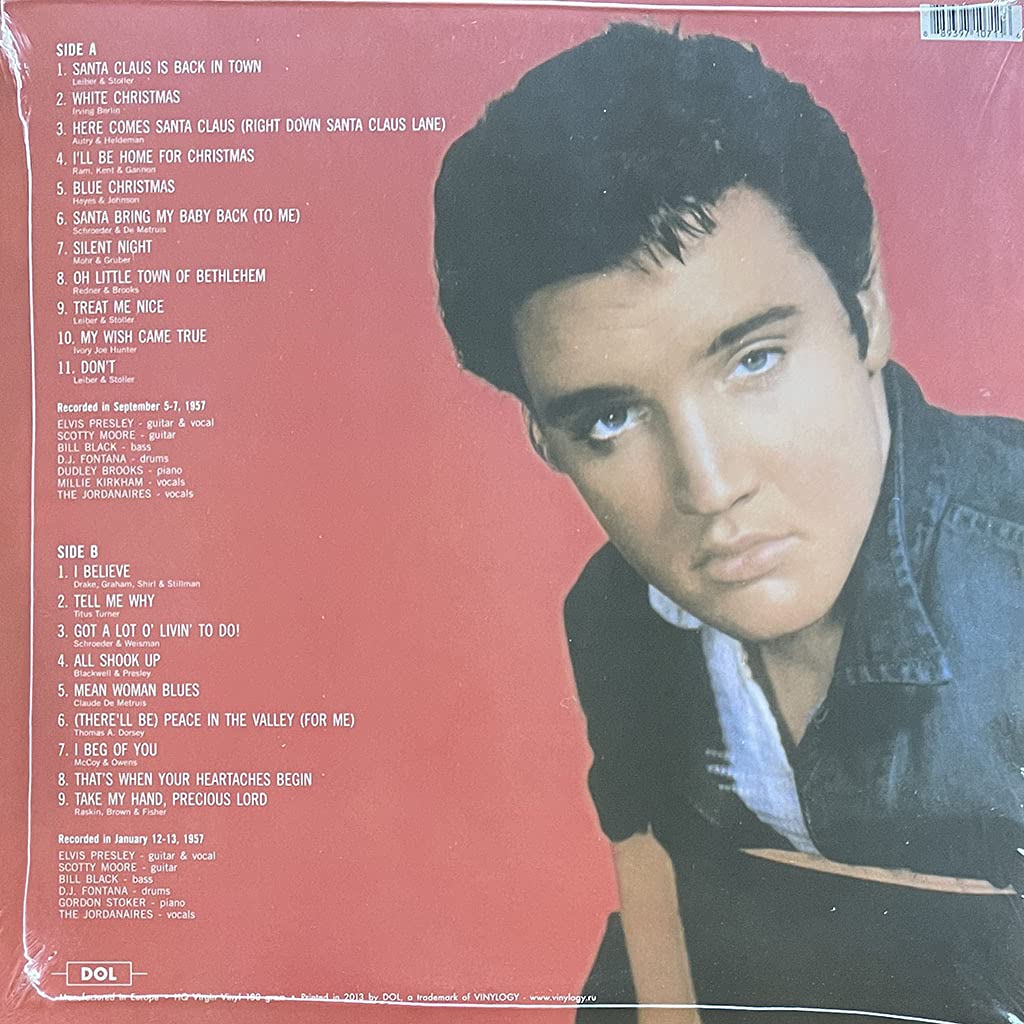 SIDE A
1. SANTA CLAUS IS BACK IN TOWN
Leiber & Stoller
2. WHITE CHRISTMAS
Irving Berlin
3. HERE COMES SANTA CLAUS (RIGHT DOWN SANTA CLAUS LANE)
Autry & Heldeman
4. I'LL BE HOME FOR CHRISTMAS
Ram, Kent & Gannon
5. BLUE CHRISTMAS
Hayes & Johnson
6. SANTA BRING MY BABY BACK (TO ME)
Schroeder & De Metruis
7. SILENT NIGHT
Mohr & Gruber
8. OH LITTLE TOWN OF BETHLEHEM
Redner & Brooks
9. TREAT ME NICE
Leiber & Stoller
10. MY WISH CAME TRUE
Ivory Joe Hunter
11. DON'T
Leiber & Stoller
Recorded in September 5-7, 1957
ELVIS PRESLEY - guitar & vocal
SCOTTY MOORE - guitar
BILL BLACK - bass
D.J. FONTANA - drums
DUDLEY BROOKS - piano
MILLIE KIRKHAM - vocals
THE JORDANAIRES - vocals
SIDE B
1. I BELIEVE
Drake, Graham, Shirl & Stillman
2. TELL ME WHY
Titus Turner
3. GOT A LOT O' LIVIN' TO DO!
Schroeder & Weisman
4. ALL SHOOK UP
Blackwell & Presley
5. MEAN WOMAN BLUES
Claude De Metruis
6. (THERE'LL BE) PEACE IN THE VALLEY (FOR ME)
Thomas A. Dorsey
7. I BEG OF YOU
McCoy & Owens
8. THAT'S WHEN YOUR HEARTACHES BEGIN
9. TAKE MY HAND, PRECIOUS LORD
Raskin, Brown & Fisher
Recorded in January 12-13, 1957
ELVIS PRESLEY - guitar & vocal
SCOTTY MOORE - guitar
BILL BLACK - bass
D.J. FONTANA - drums
GORDON STOKER - piano
THE JORDANAIRES - vocals
DOL
Manufactured in Europe • HQ Virgin Vinyl 180 gram • Printed in 2013 by DOL, a trademark of VINYLOGY - www.vinylogy.ru